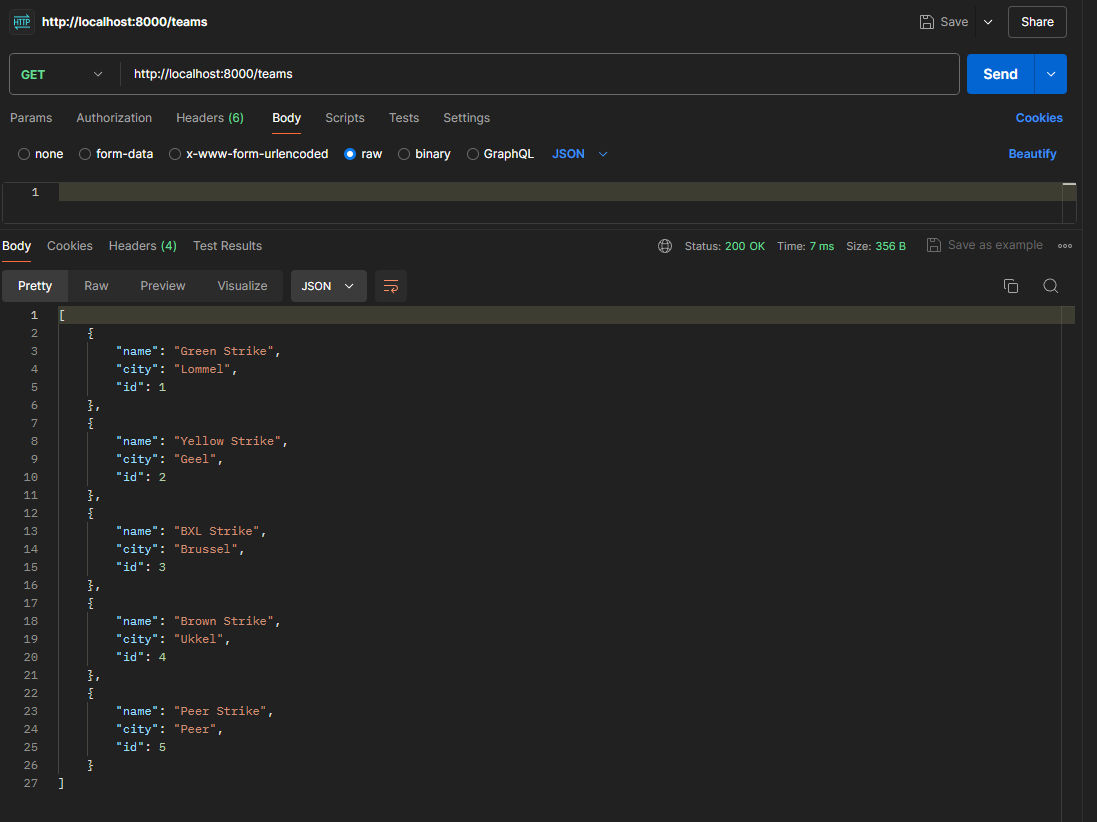 HTTP http://localhost:8000/teams Save Share
GET http://localhost:8000/teams Send
Params Authorization Headers (6) Body Scripts Tests Settings Cookies
none form-data x-www-form-urlencoded raw binary GraphQL JSON Beautify
1
Body Cookies Headers (4) Test Results Status: 200 OK Time: 7 ms Size: 356 B Save as example
Pretty Raw Preview Visualize JSON
1 [
2 {
3 "name": "Green Strike",
4 "city": "Lommel",
5 "id": 1
6 },
7 {
8 "name": "Yellow Strike",
9 "city": "Geel",
10 "id": 2
11 },
12 {
13 "name": "BXL Strike",
14 "city": "Brussel",
15 "id": 3
16 },
17 {
18 "name": "Brown Strike",
19 "city": "Ukkel",
20 "id": 4
21 },
22 {
23 "name": "Peer Strike",
24 "city": "Peer",
25 "id": 5
26 }
27 ]